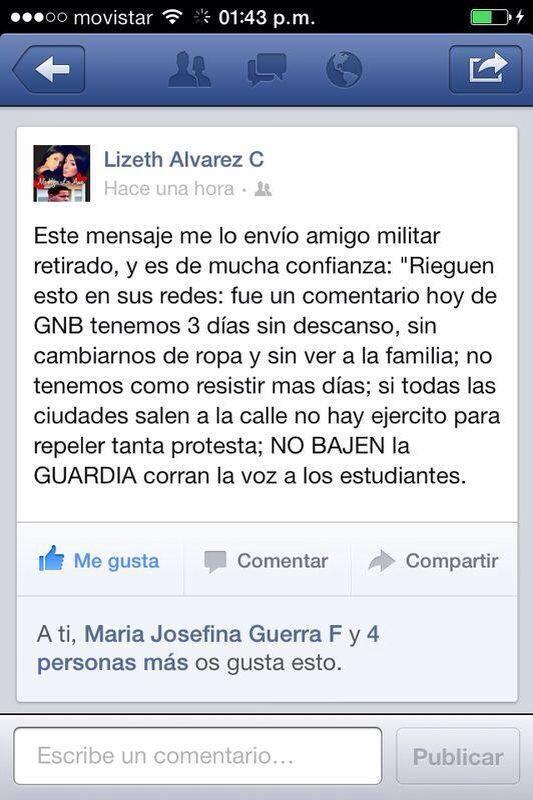 movistar 01:43 p.m.
Lizeth Alvarez C
Hace una hora ·
Este mensaje me lo envío amigo militar
retirado, y es de mucha confianza: "Rieguen
esto en sus redes: fue un comentario hoy de
GNB tenemos 3 días sin descanso, sin
cambiarnos de ropa y sin ver a la familia; no
tenemos como resistir mas días; si todas las
ciudades salen a la calle no hay ejercito para
repeler tanta protesta; NO BAJEN la
GUARDIA corran la voz a los estudiantes.
Me gusta Comentar Compartir
A ti, Maria Josefina Guerra F y 4
personas más os gusta esto.
Escribe un comentario... Publicar